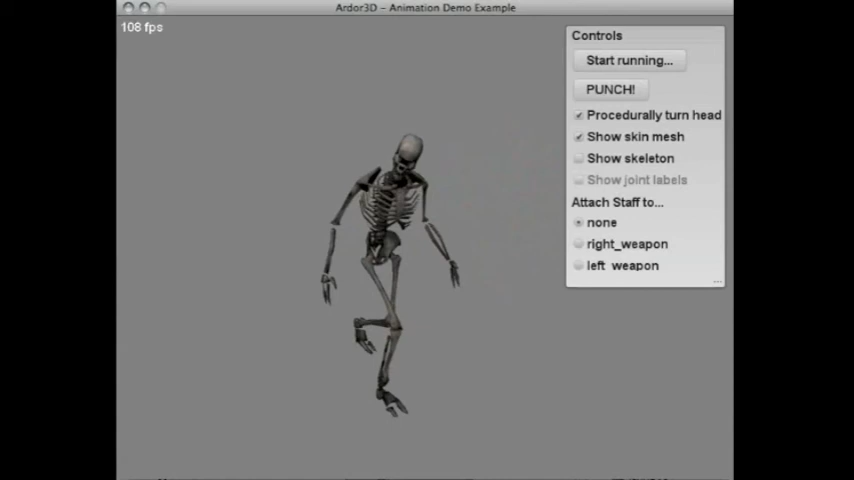 Ardor3D - Animation Demo Example
108 fps
Controls
Start running...
PUNCH!
Procedurally turn head
Show skin mesh
Show skeleton
Show joint labels
Attach Staff to...
none
right_weapon
left_weapon
...